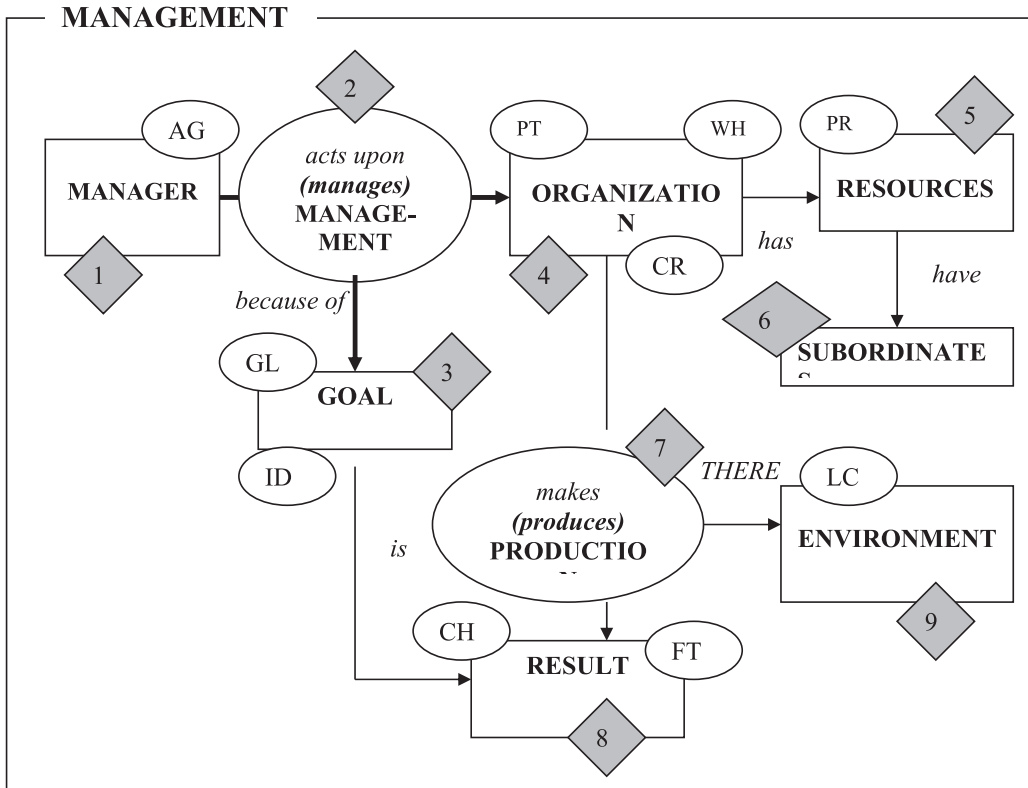 MANAGEMENT
2
5
AG
PT
WH
PR
acts upon
(manages)
MANAGE-
MENT
MANAGER
ORGANIZATIO
N
RESOURCES
1
4
CR
has
have
because of
6
SUBORDINATE
GL
3
GOAL
ID
7
THERE
LC
makes
(produces)
PRODUCTIO
is
ENVIRONMENT
9
CH
FT
RESULT
8